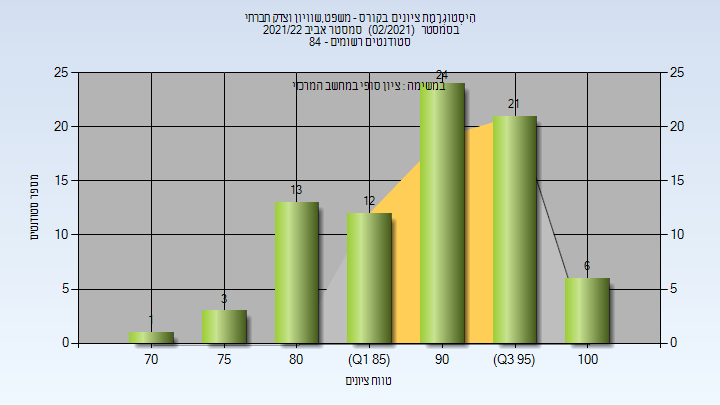 היסטוגרמת ציונים בקורס - משפט, שוויון וצדק חברתי
בסמסטר (02/2021) סמסטר אביב 2021/22
סטודנטים רשומים - 84
במשימה : ציון סופי במחשב המרכזי
מספר סטודנטים
25 25
20 20
15 15
10 10
5 5
0 0
1 3 13 12 24 21 6
70 75 80 (Q1 85) 90 (Q3 95) 100
טווח ציונים